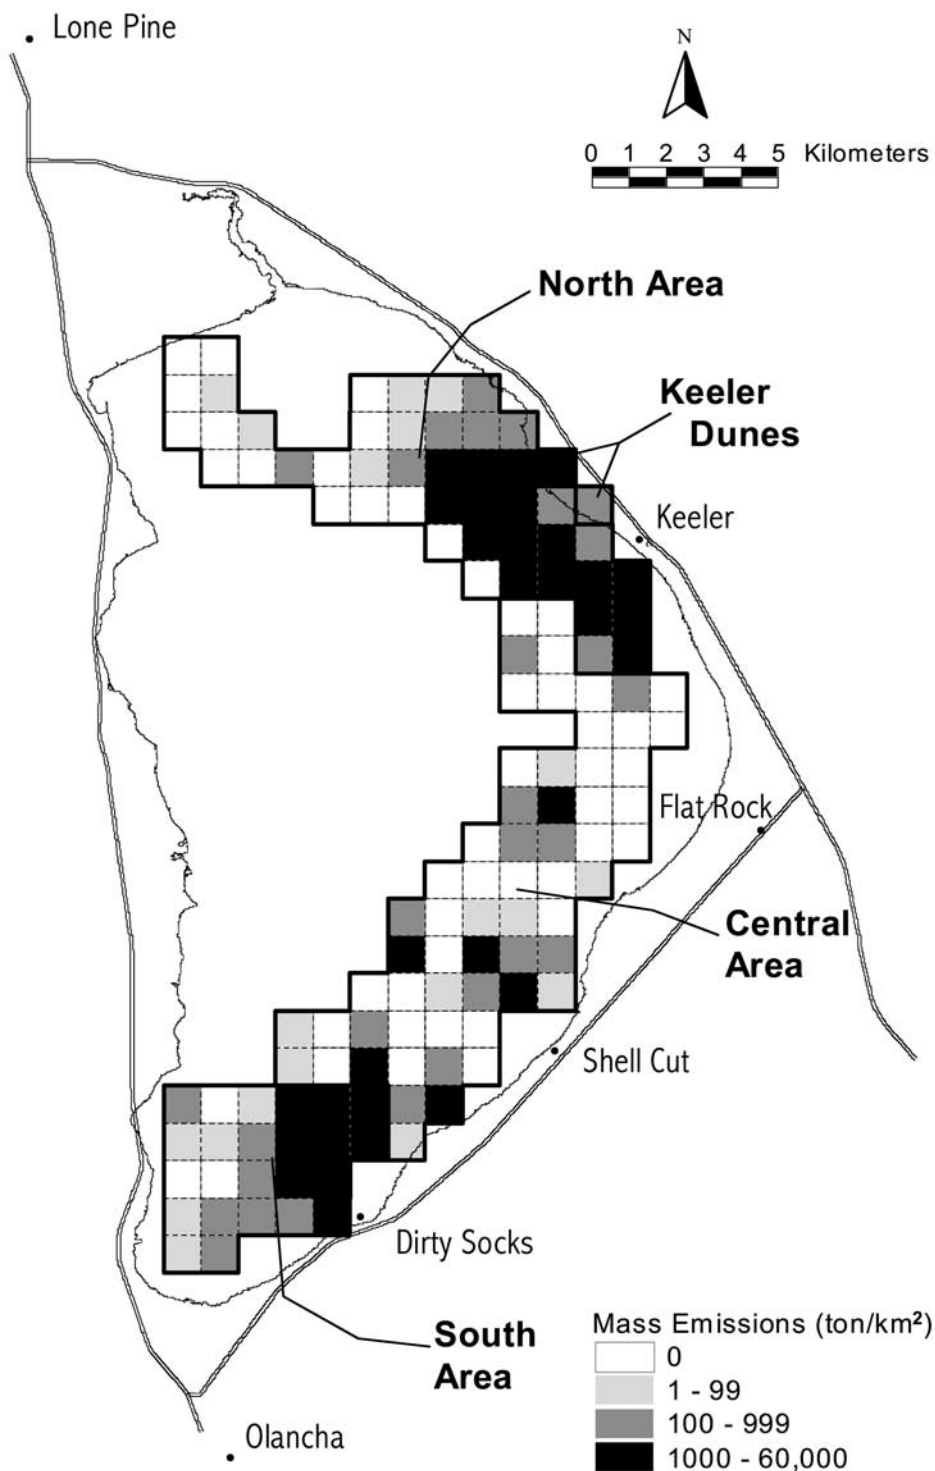 Lone Pine
N
0 1 2 3 4 5 Kilometers
North Area
Keeler
Dunes
Keeler
Flat Rock
Central
Area
Shell Cut
Dirty Socks
South
Area
Olancha
Mass Emissions (ton/km²)
0
1 - 99
100 - 999
1000 - 60,000